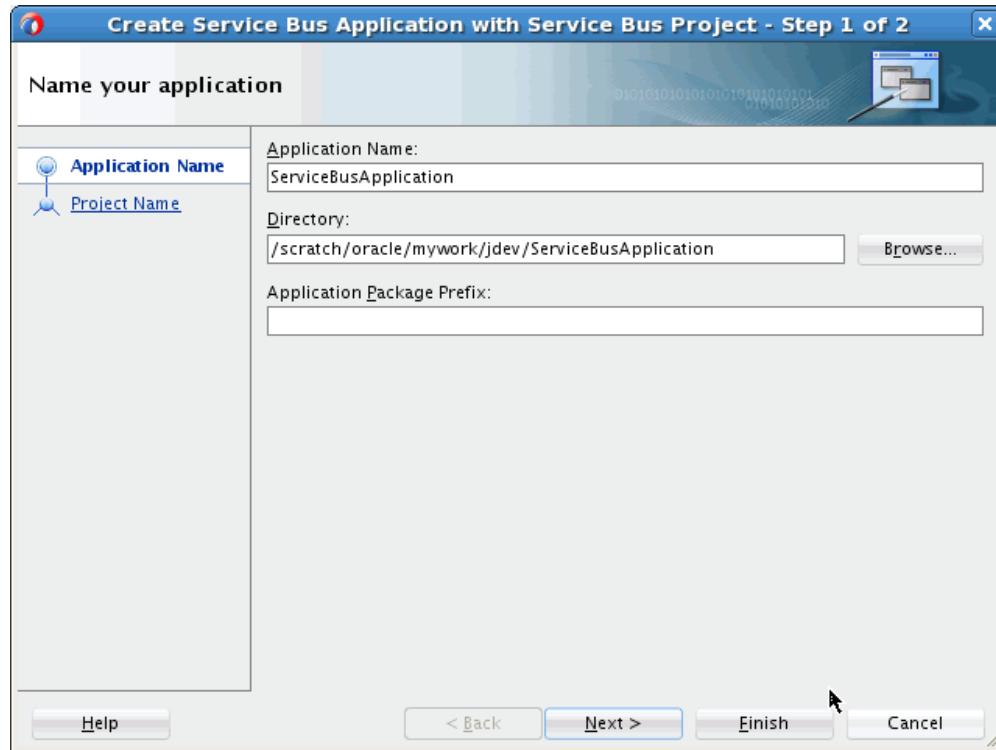 Create Service Bus Application with Service Bus Project - Step 1 of 2
Name your application
Application Name
Project Name
Application Name:
ServiceBusApplication
Directory:
/scratch/oracle/mywork/jdev/ServiceBusApplication
Browse...
Application Package Prefix:
Help
< Back
Next >
Finish
Cancel